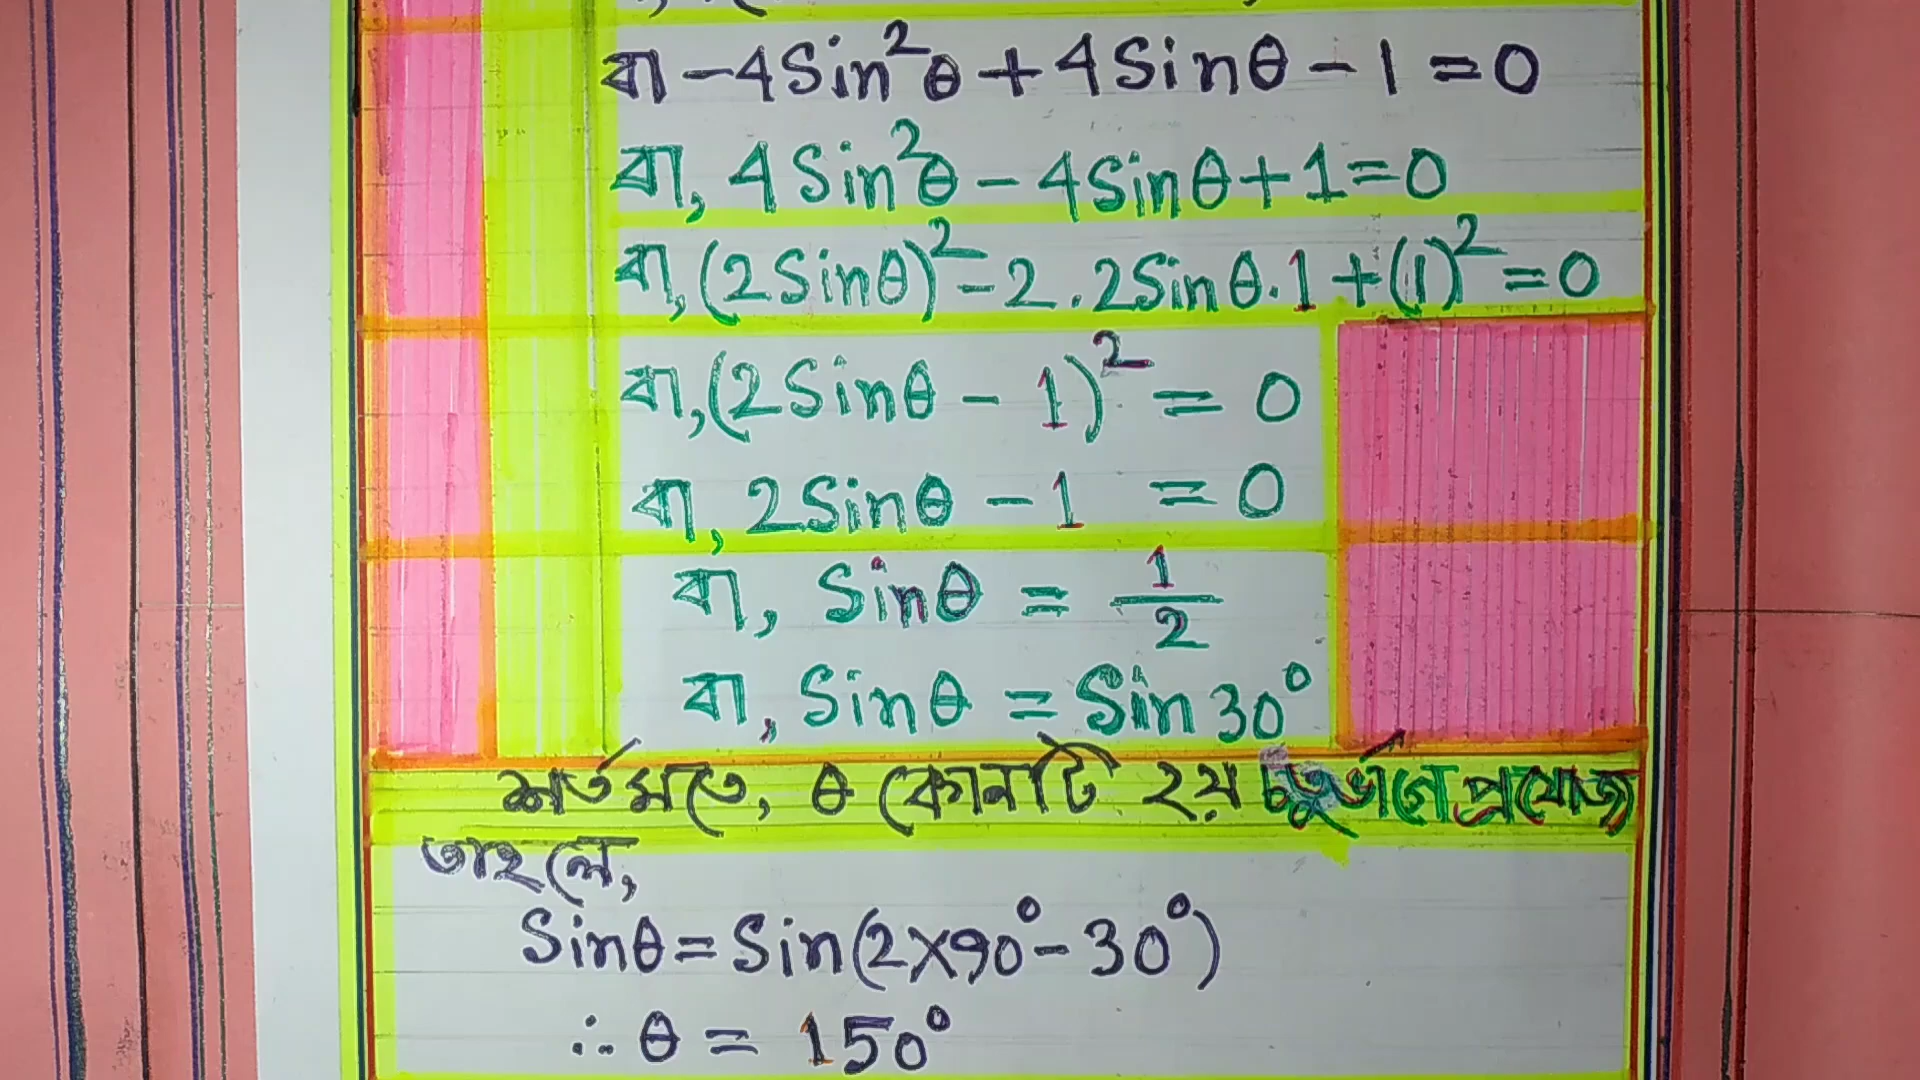 বা -4Sin²θ + 4Sinθ - 1 = 0
বা, 4Sin²θ - 4Sinθ + 1 = 0
বা, (2Sinθ)² - 2 . 2Sinθ . 1 + (1)² = 0
বা, (2Sinθ - 1)² = 0
বা, 2Sinθ - 1 = 0
বা, Sinθ = 1/2
বা, Sinθ = Sin 30°
শর্তমতে, θ কোনটি ২য় চতুর্ভাগে প্রযোজ্য
তাহলে,
Sinθ = Sin(2×90° - 30°)
∴ θ = 150°